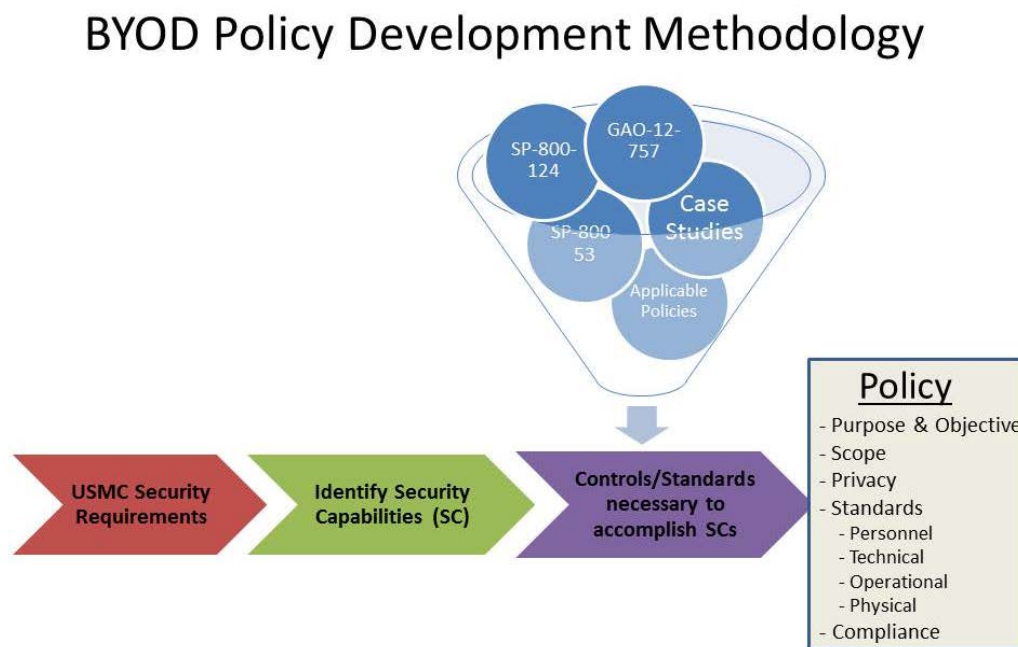 BYOD Policy Development Methodology
GAO-12-
757
SP-800-
124
Case
Studies
SP-800
53
Applicable
Policies
USMC Security
Requirements
Identify Security
Capabilities (SC)
Controls/Standards
necessary to
accomplish SCs
Policy
- Purpose & Objective
- Scope
- Privacy
- Standards
- Personnel
- Technical
- Operational
- Physical
- Compliance